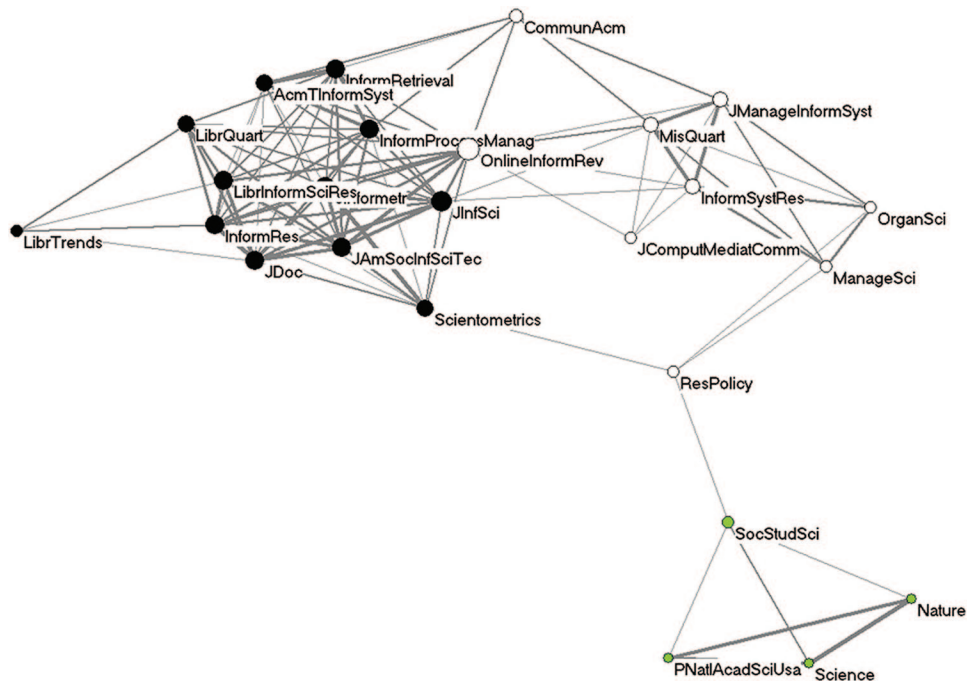 CommunAcm
InformRetrieval
AcmTInformSyst
JManageInformSyst
LibrQuart
InformProcessManag
MisQuart
OnlineInformRev
LibrInformSciRes
InformSystRes
JInfSci
OrganSci
InformRes
LibrTrends
JAmSocInfSciTec
JComputMediatComm
JDoc
ManageSci
Scientometrics
ResPolicy
SocStudSci
Nature
PNatlAcadSciUsa
Science